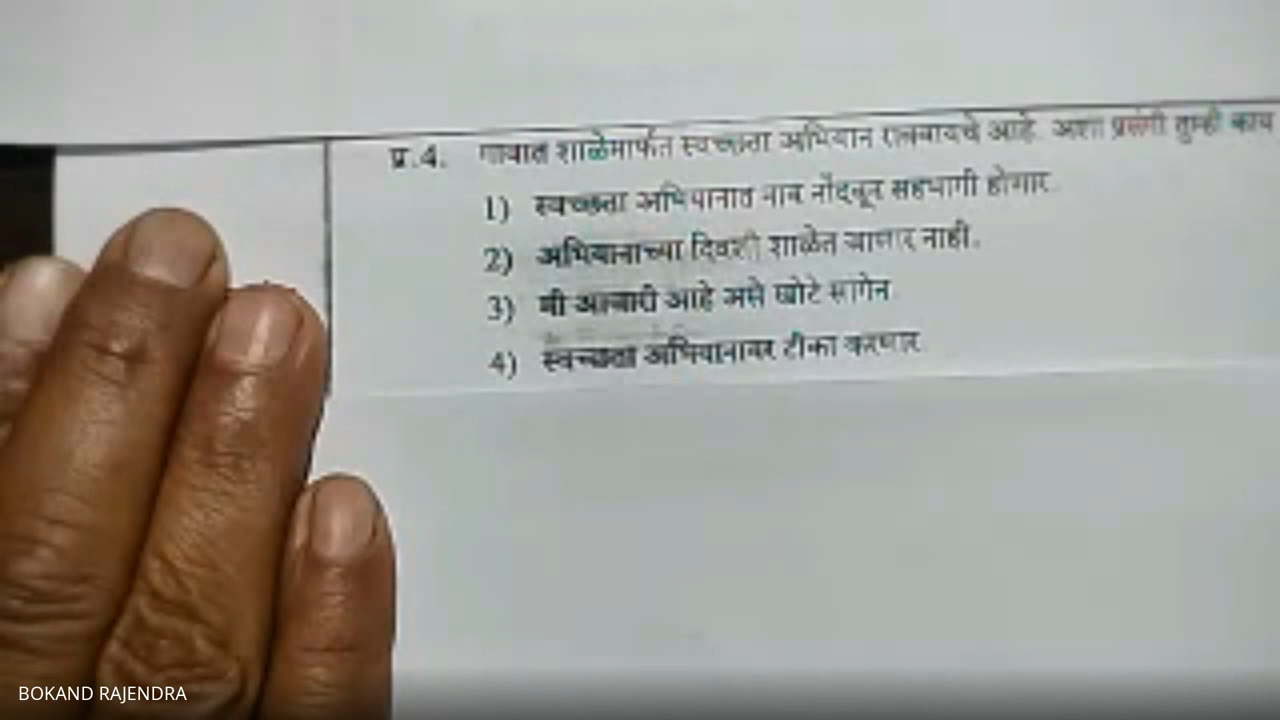 प्र.4. गावात शाळेमार्फत स्वच्छता अभियान राबवायचे आहे. अशा प्रसंगी तुम्ही काय
1) स्वच्छता अभियानात नाव नोंदवून सहभागी होणार.
2) अभियानाच्या दिवशी शाळेत जाणार नाही.
3) मी आजारी आहे असे खोटे सांगेन.
4) स्वच्छता अभियानावर टीका करणार.
BOKAND RAJENDRA